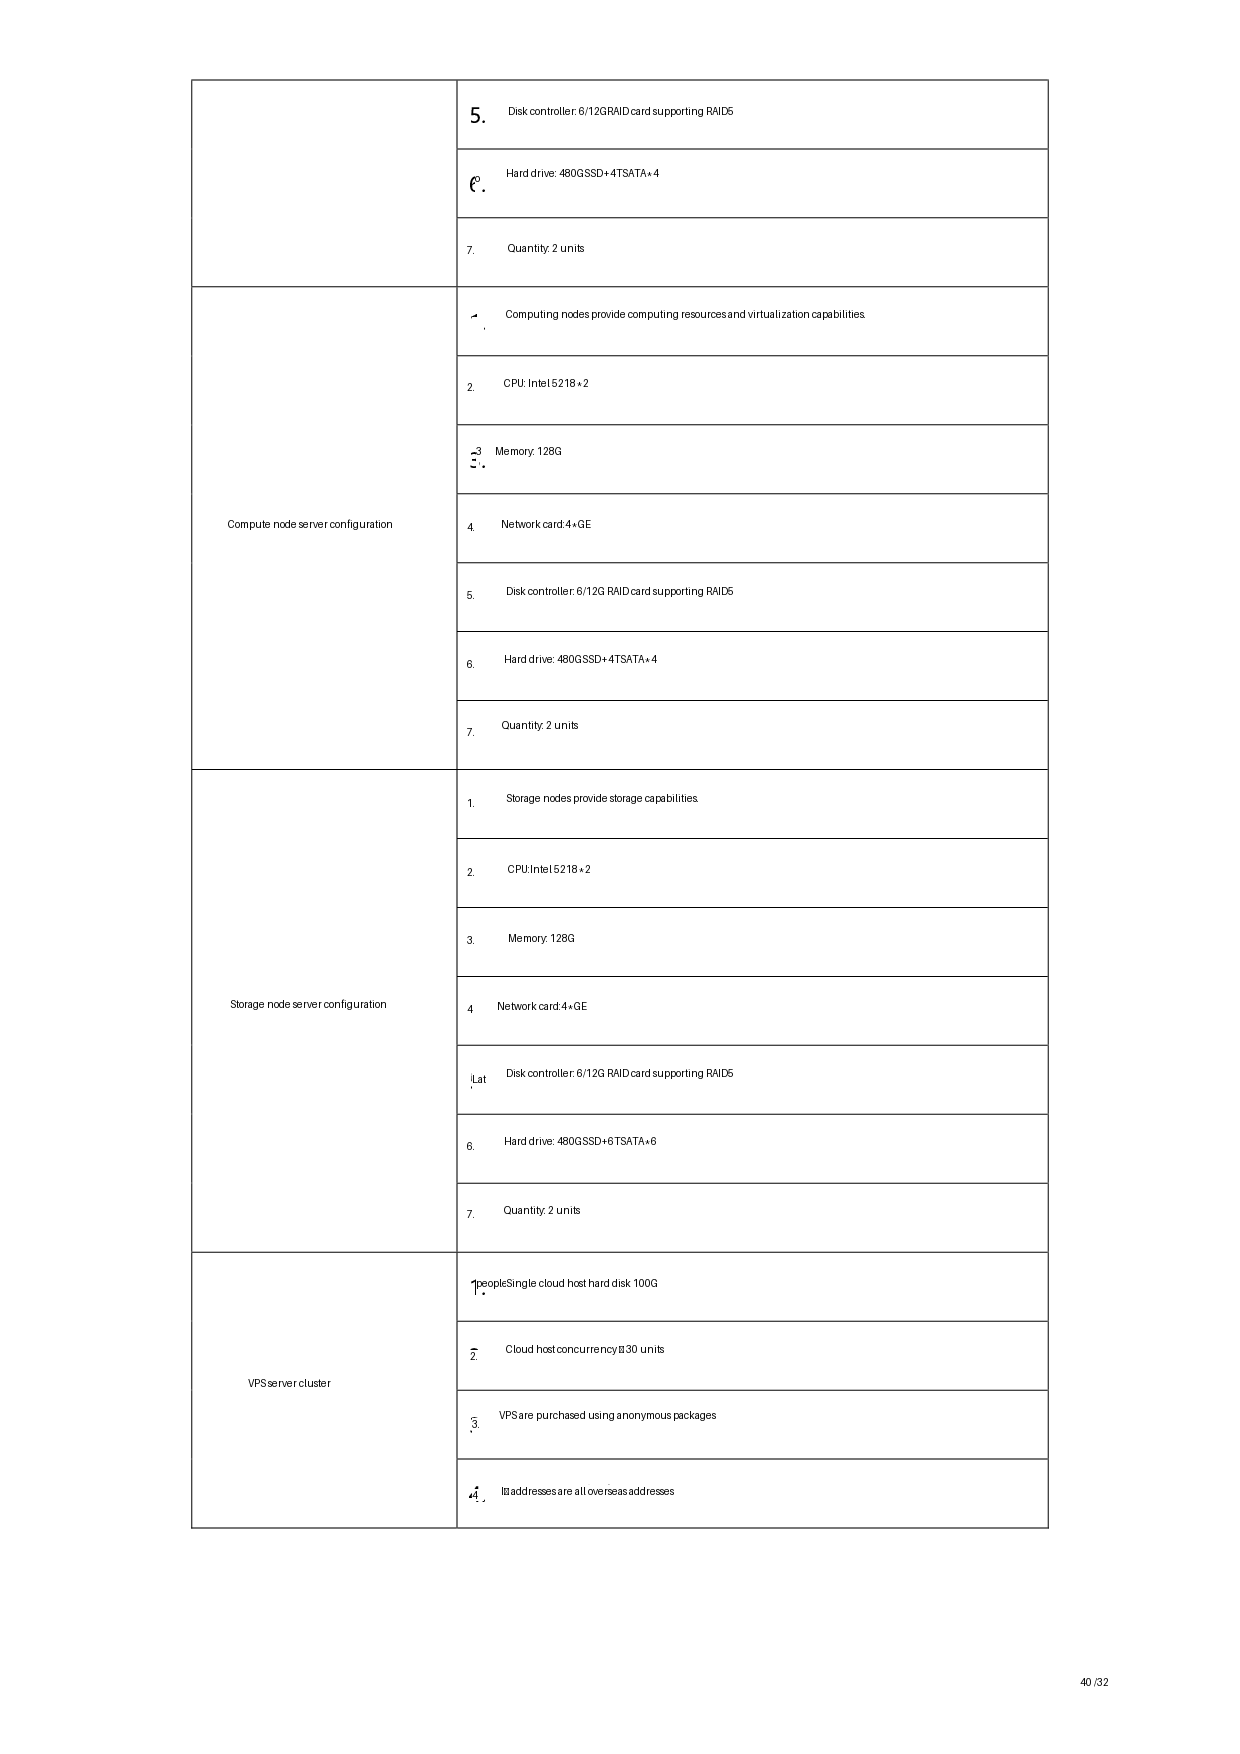 5. Disk controller: 6/12GRAID card supporting RAID5
6. Hard drive: 480GSSD+4TSATA*4
7. Quantity: 2 units
Computing nodes provide computing resources and virtualization capabilities.
2. CPU: Intel 5218*2
3. Memory: 128G
Compute node server configuration
4. Network card:4*GE
5. Disk controller: 6/12G RAID card supporting RAID5
6. Hard drive: 480GSSD+4TSATA*4
7. Quantity: 2 units
1. Storage nodes provide storage capabilities.
2. CPU:Intel 5218*2
3. Memory: 128G
Storage node server configuration
4 Network card:4*GE
Lat Disk controller: 6/12G RAID card supporting RAID5
6. Hard drive: 480GSSD+6TSATA*6
7. Quantity: 2 units
1. peopleSingle cloud host hard disk 100G
2. Cloud host concurrency 30 units
VPS server cluster
3. VPS are purchased using anonymous packages
4. I addresses are all overseas addresses
40 /32